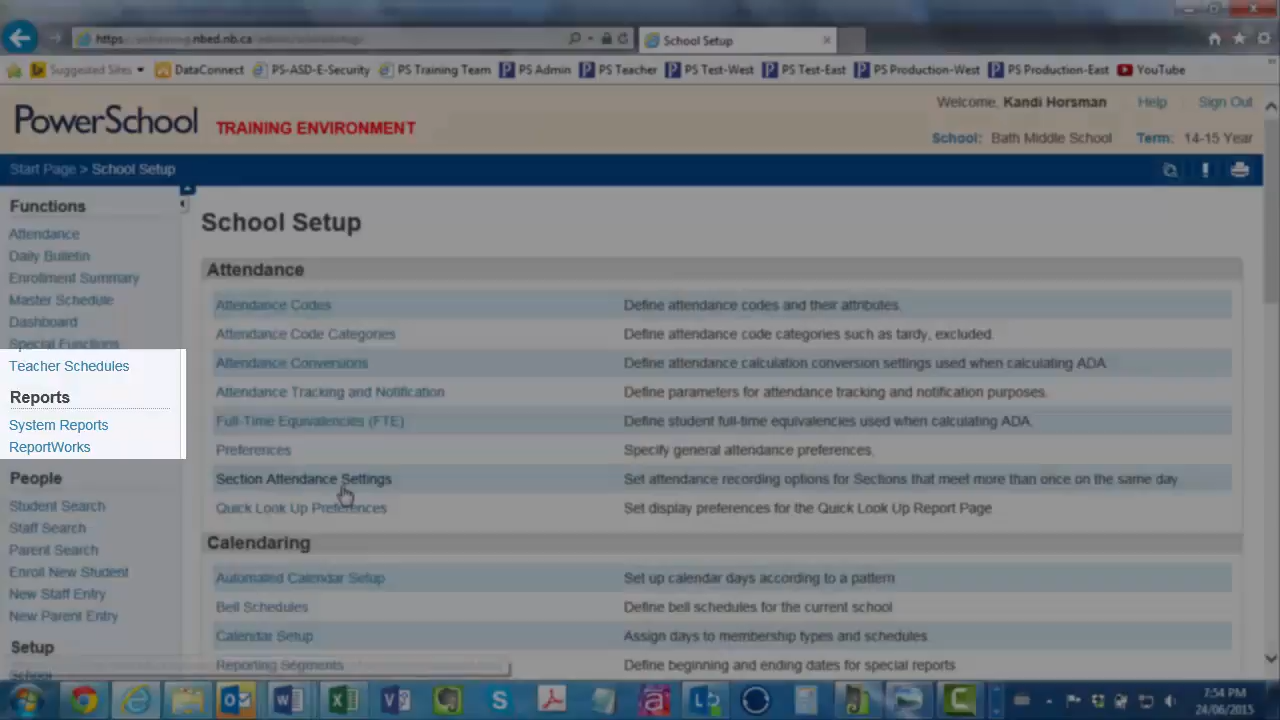 https nbed.nb.ca School Setup
Suggested Sites DataConnect PS-ASD-E-Security PS Training Team PS Admin PS Teacher PS Test-West PS Test-East PS Production-West PS Production-East YouTube
Welcome, Kandi Horsman Help Sign Out
PowerSchool TRAINING ENVIRONMENT
School: Bath Middle School Term: 14-15 Year
Start Page > School Setup
Functions
Attendance
Daily Bulletin
Enrollment Summary
Master Schedule
Dashboard
Special Functions
Teacher Schedules
Reports
System Reports
ReportWorks
People
Student Search
Staff Search
Parent Search
Enroll New Student
New Staff Entry
New Parent Entry
Setup
School
School Setup
Attendance
Attendance Codes Define attendance codes and their attributes.
Attendance Code Categories Define attendance code categories such as tardy, excluded.
Attendance Conversions Define attendance calculation conversion settings used when calculating ADA.
Attendance Tracking and Notification Define parameters for attendance tracking and notification purposes.
Full-Time Equivalencies (FTE) Define student full-time equivalencies used when calculating ADA.
Preferences Specify general attendance preferences.
Section Attendance Settings Set attendance recording options for Sections that meet more than once on the same day
Quick Look Up Preferences Set display preferences for the Quick Look Up Report Page
Calendaring
Automated Calendar Setup Set up calendar days according to a pattern
Bell Schedules Define bell schedules for the current school
Calendar Setup Assign days to membership types and schedules
Reporting Segments Define beginning and ending dates for special reports
7:54 PM
24/06/2015